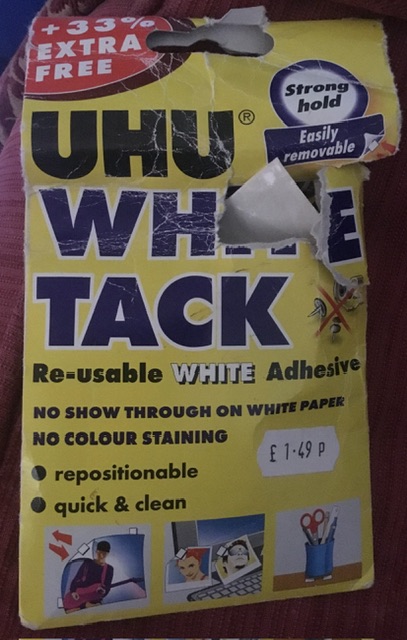 +33%
EXTRA
FREE
Strong
hold
Easily
removable
UHU®
WH E
TACK
Re-usable WHITE Adhesive
NO SHOW THROUGH ON WHITE PAPER
NO COLOUR STAINING
£1·49 P
• repositionable
• quick & clean